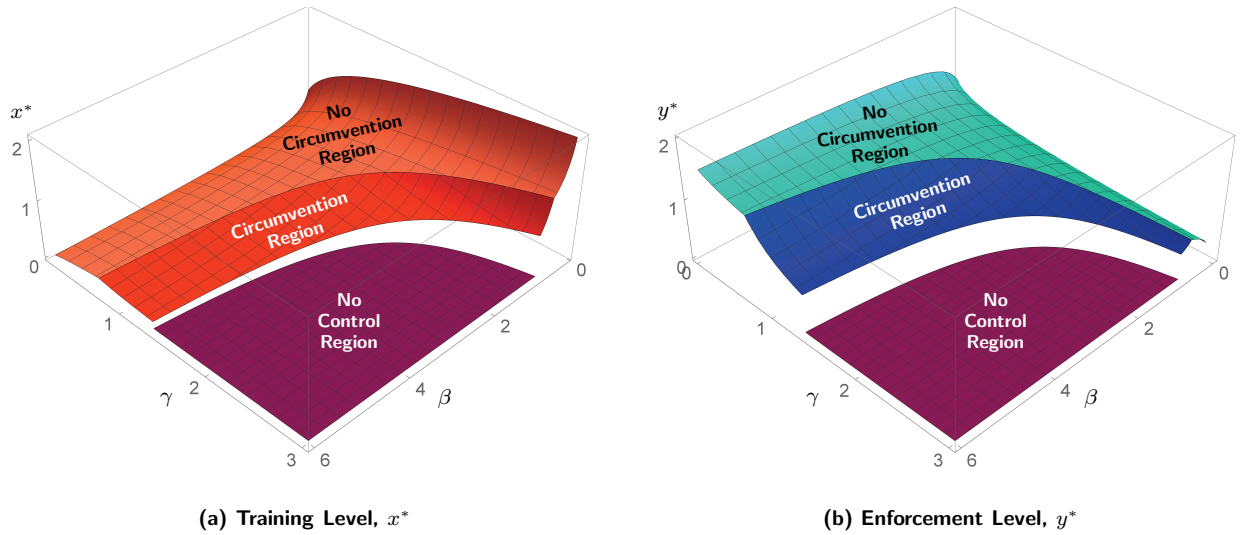 x*
2
1
0
No
Circumvention
Region
Circumvention
Region
No
Control
Region
1
γ
2
3
6
4
β
2
0
(a) Training Level, x*
y*
2
1
0
0
No
Circumvention
Region
Circumvention
Region
No
Control
Region
1
γ
2
3
6
4
β
2
0
(b) Enforcement Level, y*